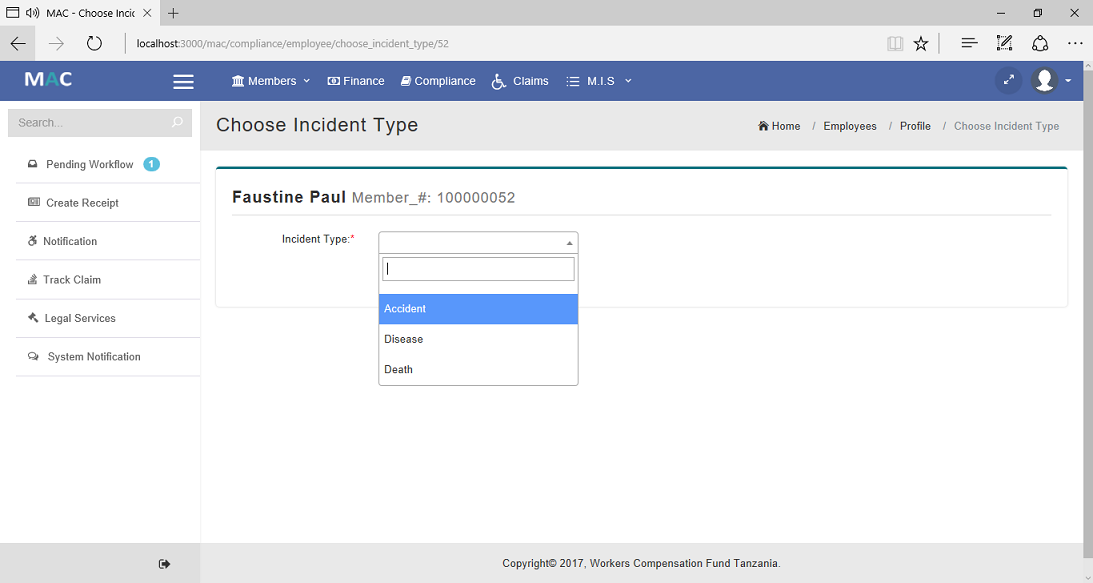 MAC - Choose Incic
localhost:3000/mac/compliance/employee/choose_incident_type/52
MAC
Members
Finance
Compliance
Claims
M.I.S
Search...
Choose Incident Type
Home / Employees / Profile / Choose Incident Type
Pending Workflow 1
Create Receipt
Notification
Track Claim
Legal Services
System Notification
Faustine Paul Member_#: 100000052
Incident Type:*
Accident
Disease
Death
Copyright© 2017, Workers Compensation Fund Tanzania.